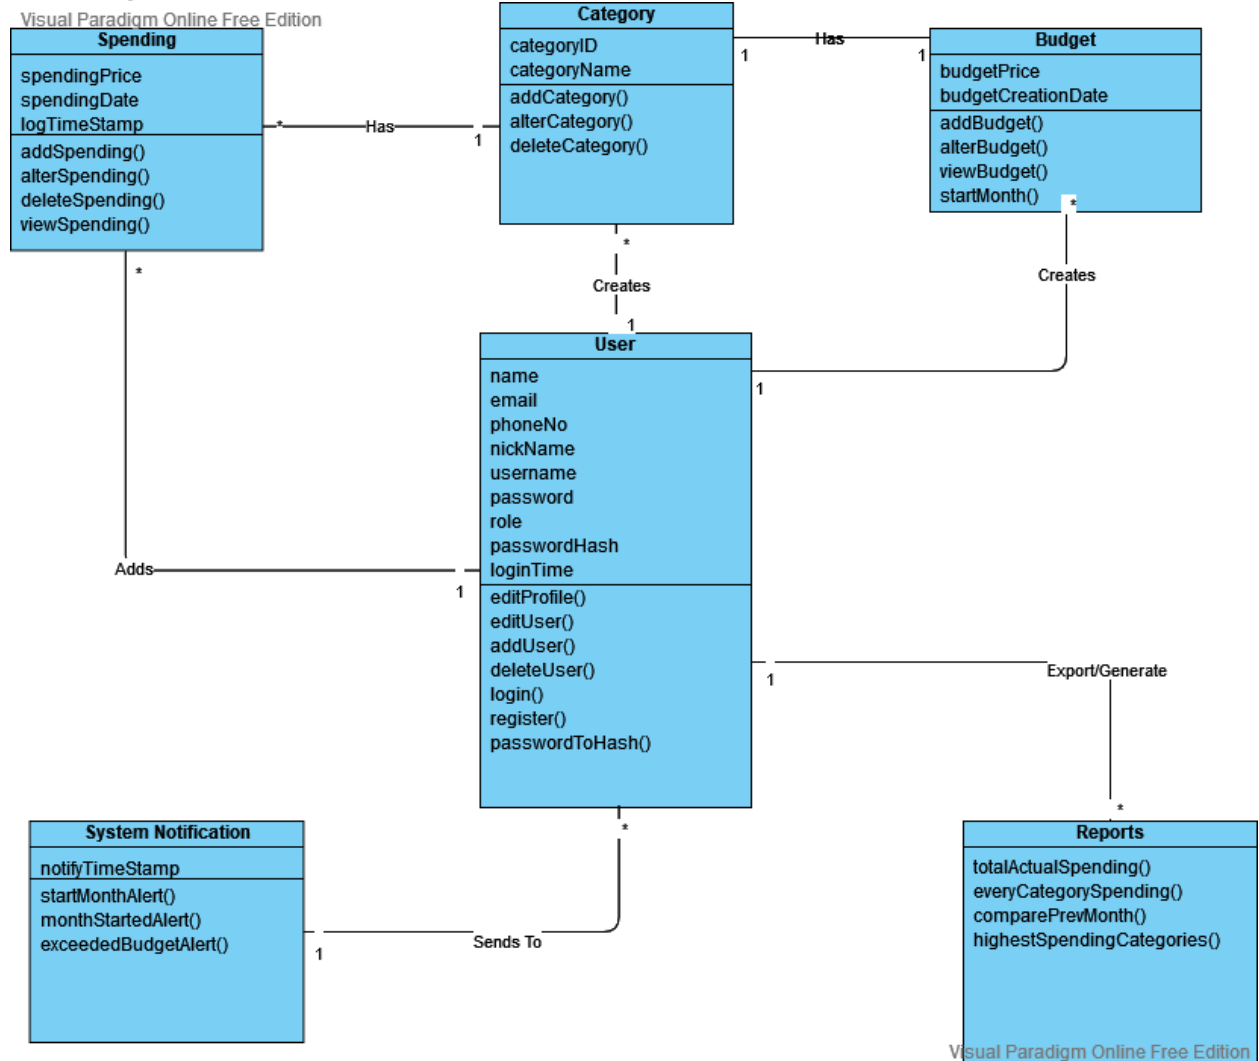 Visual Paradigm Online Free Edition
Spending
spendingPrice
spendingDate
logTimeStamp
addSpending()
alterSpending()
deleteSpending()
viewSpending()
*
Has
1
Category
categoryID
categoryName
addCategory()
alterCategory()
deleteCategory()
1
Has
1
Budget
budgetPrice
budgetCreationDate
addBudget()
alterBudget()
viewBudget()
startMonth()
*
Creates
1
*
Creates
1
*
Adds
1
User
name
email
phoneNo
nickName
username
password
role
passwordHash
loginTime
editProfile()
editUser()
addUser()
deleteUser()
login()
register()
passwordToHash()
1
Export/Generate
*
*
Sends To
1
System Notification
notifyTimeStamp
startMonthAlert()
monthStartedAlert()
exceededBudgetAlert()
Reports
totalActualSpending()
everyCategorySpending()
comparePrevMonth()
highestSpendingCategories()
Visual Paradigm Online Free Edition